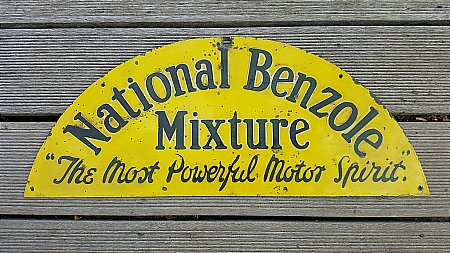 National Benzole
Mixture
"The Most Powerful Motor Spirit."